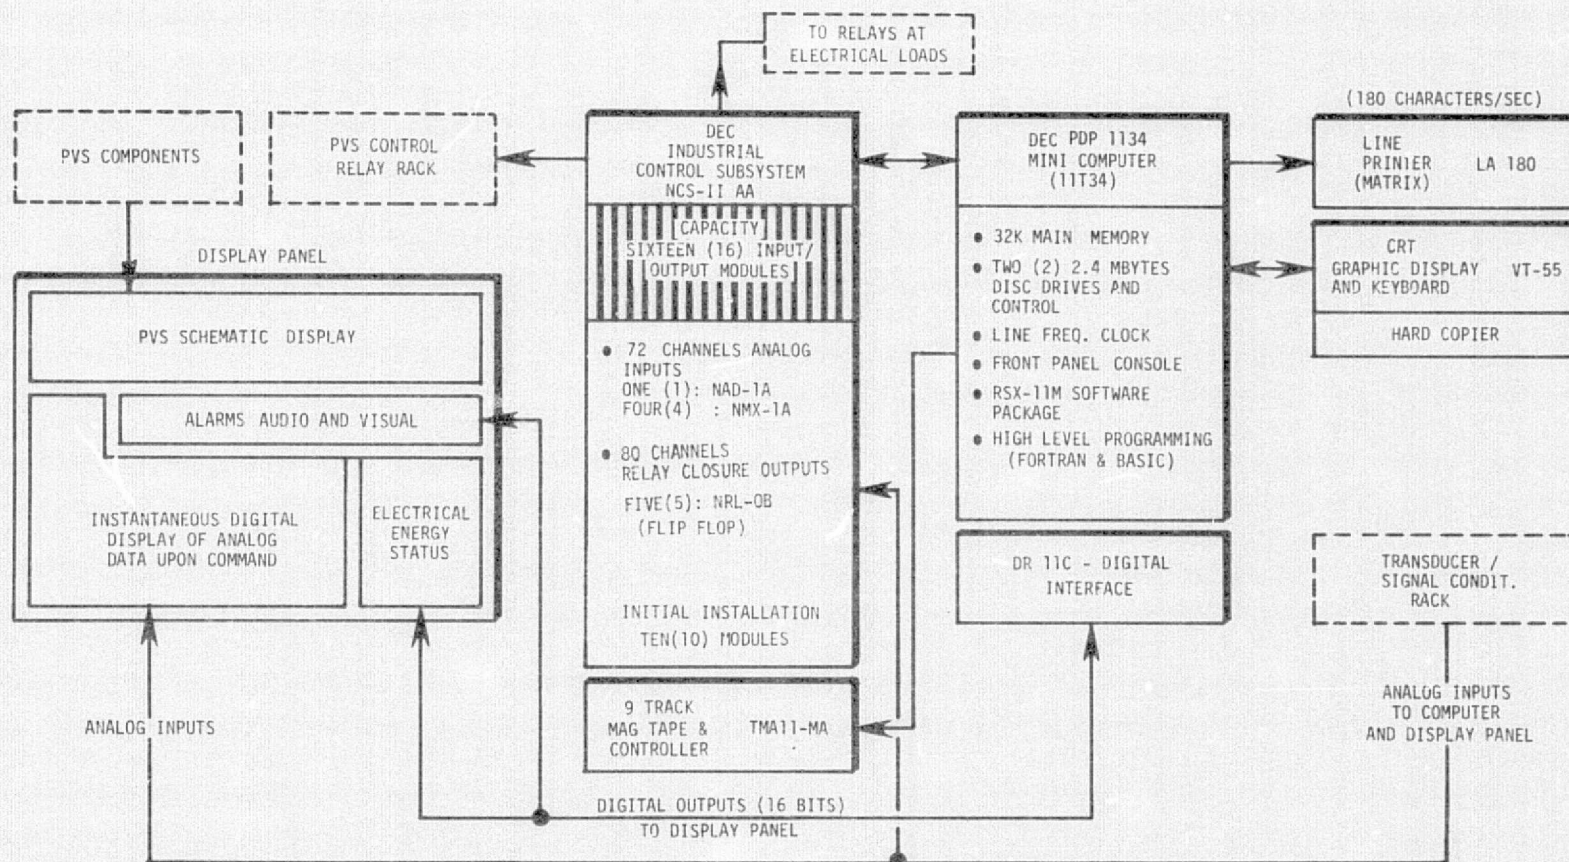 TO RELAYS AT
ELECTRICAL LOADS
PVS COMPONENTS
PVS CONTROL
RELAY RACK
DEC
INDUSTRIAL
CONTROL SUBSYSTEM
NCS-II AA
CAPACITY
SIXTEEN (16) INPUT/
OUTPUT MODULES
• 72 CHANNELS ANALOG
INPUTS
ONE (1): NAD-1A
FOUR(4) : NMX-1A
• 80 CHANNELS
RELAY CLOSURE OUTPUTS
FIVE(5): NRL-OB
(FLIP FLOP)
INITIAL INSTALLATION
TEN(10) MODULES
9 TRACK
MAG TAPE & TMA11-MA
CONTROLLER
DEC PDP 1134
MINI COMPUTER
(11T34)
• 32K MAIN MEMORY
• TWO (2) 2.4 MBYTES
DISC DRIVES AND
CONTROL
• LINE FREQ. CLOCK
• FRONT PANEL CONSOLE
• RSX-11M SOFTWARE
PACKAGE
• HIGH LEVEL PROGRAMMING
(FORTRAN & BASIC)
DR 11C - DIGITAL
INTERFACE
(180 CHARACTERS/SEC)
LINE
PRINIER LA 180
(MATRIX)
CRT
GRAPHIC DISPLAY VT-55
AND KEYBOARD
HARD COPIER
TRANSDUCER /
SIGNAL CONDIT.
RACK
ANALOG INPUTS
TO COMPUTER
AND DISPLAY PANEL
DISPLAY PANEL
PVS SCHEMATIC DISPLAY
ALARMS AUDIO AND VISUAL
INSTANTANEOUS DIGITAL
DISPLAY OF ANALOG
DATA UPON COMMAND
ELECTRICAL
ENERGY
STATUS
ANALOG INPUTS
DIGITAL OUTPUTS (16 BITS)
TO DISPLAY PANEL